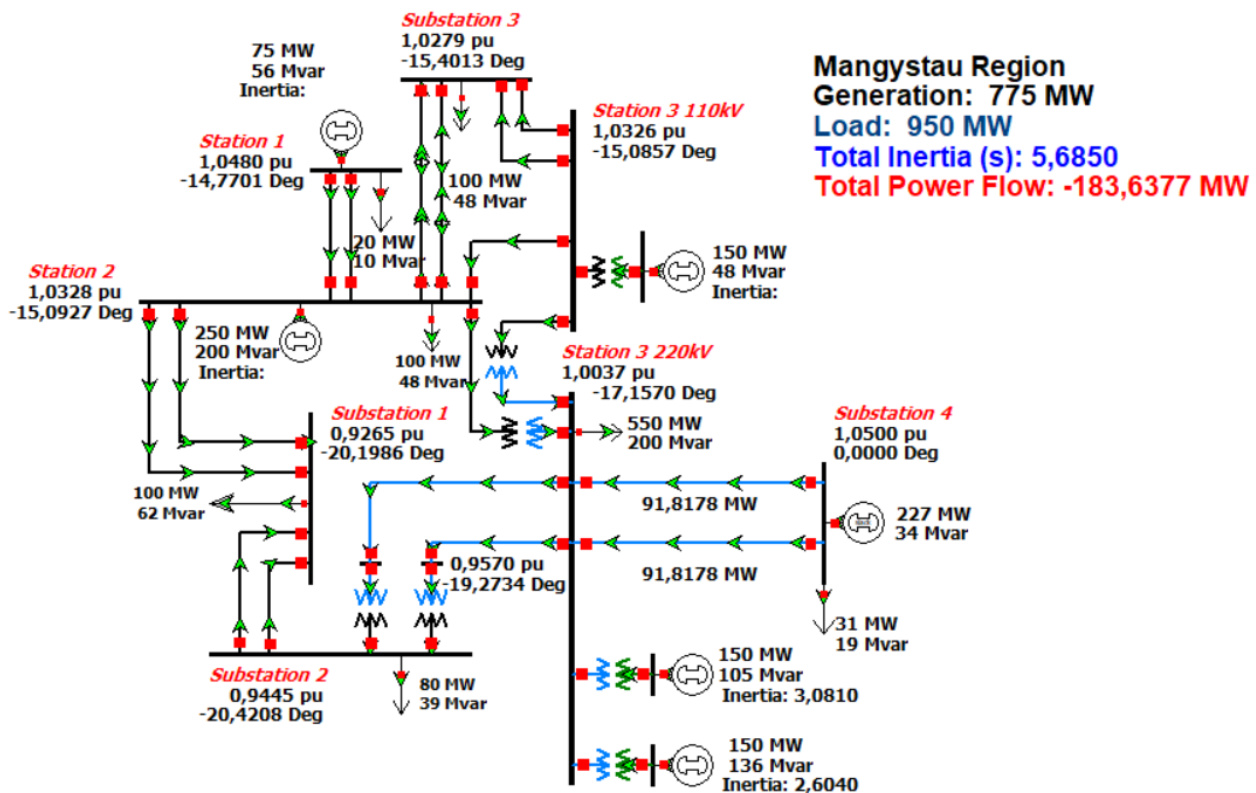 Substation 3
1,0279 pu
-15,4013 Deg
75 MW
56 Mvar
Inertia:
Mangystau Region
Generation: 775 MW
Load: 950 MW
Total Inertia (s): 5,6850
Total Power Flow: -183,6377 MW
Station 3 110kV
1,0326 pu
-15,0857 Deg
Station 1
1,0480 pu
-14,7701 Deg
100 MW
48 Mvar
20 MW
10 Mvar
150 MW
48 Mvar
Inertia:
Station 2
1,0328 pu
-15,0927 Deg
250 MW
200 Mvar
Inertia:
100 MW
48 Mvar
Station 3 220kV
1,0037 pu
-17,1570 Deg
Substation 1
0,9265 pu
-20,1986 Deg
550 MW
200 Mvar
Substation 4
1,0500 pu
0,0000 Deg
100 MW
62 Mvar
91,8178 MW
227 MW
34 Mvar
0,9570 pu
-19,2734 Deg
91,8178 MW
31 MW
19 Mvar
Substation 2
0,9445 pu
-20,4208 Deg
80 MW
39 Mvar
150 MW
105 Mvar
Inertia: 3,0810
150 MW
136 Mvar
Inertia: 2,6040